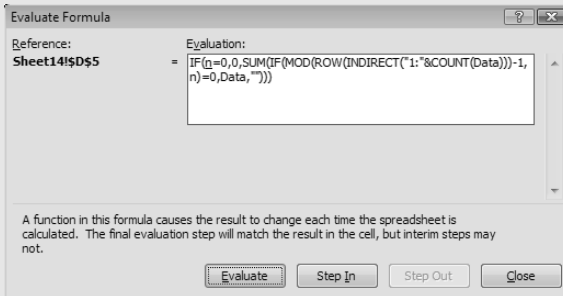 Evaluate Formula
Reference:
Evaluation:
Sheet14!$D$5
=
IF(n=0,0,SUM(IF(MOD(ROW(INDIRECT("1:"&COUNT(Data)))-1,
n)=0,Data,"")))
A function in this formula causes the result to change each time the spreadsheet is
calculated. The final evaluation step will match the result in the cell, but interim steps may
not.
Evaluate
Step In
Step Out
Close